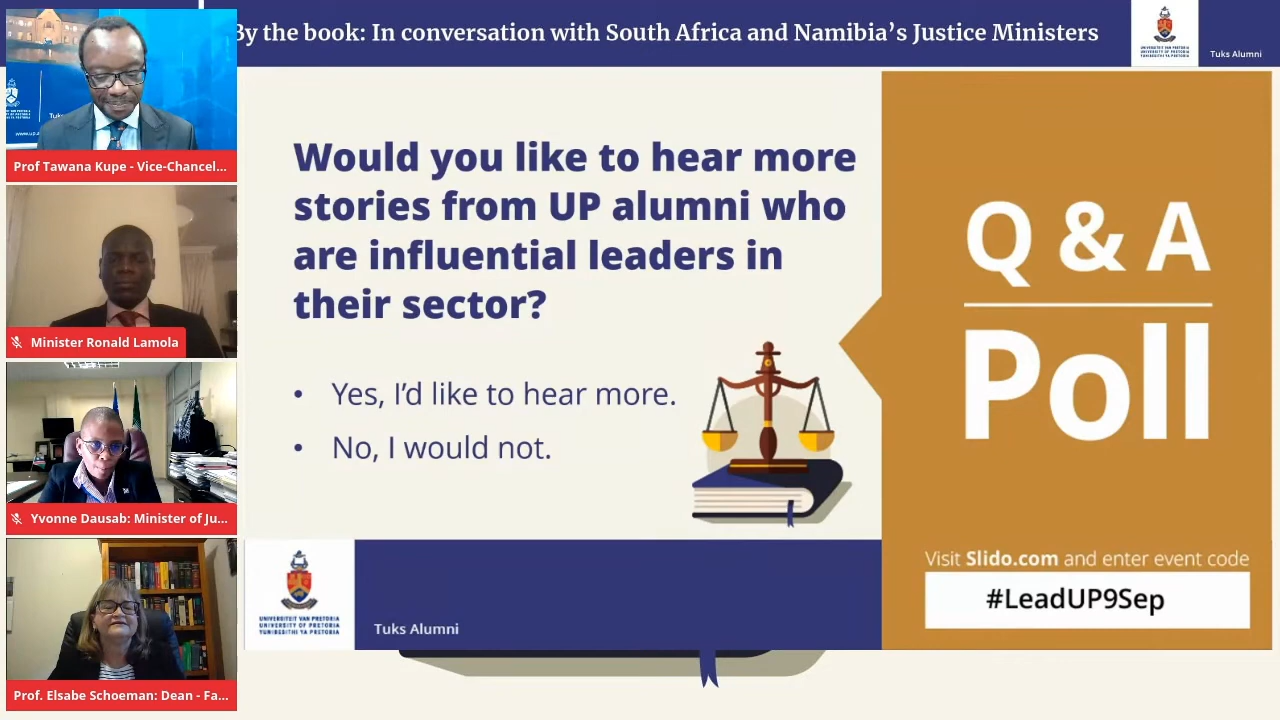 By the book: In conversation with South Africa and Namibia's Justice Ministers
Tuks Alumni
Prof Tawana Kupe - Vice-Chancel...
Minister Ronald Lamola
Yvonne Dausab: Minister of Ju...
Prof. Elsabe Schoeman: Dean - Fa...
Would you like to hear more
stories from UP alumni who
are influential leaders in
their sector?
• Yes, I'd like to hear more.
• No, I would not.
Q & A
Poll
Visit Slido.com and enter event code
#LeadUP9Sep
UNIVERSITEIT VAN PRETORIA
UNIVERSITY OF PRETORIA
YUNIBESITHI YA PRETORIA
Tuks Alumni